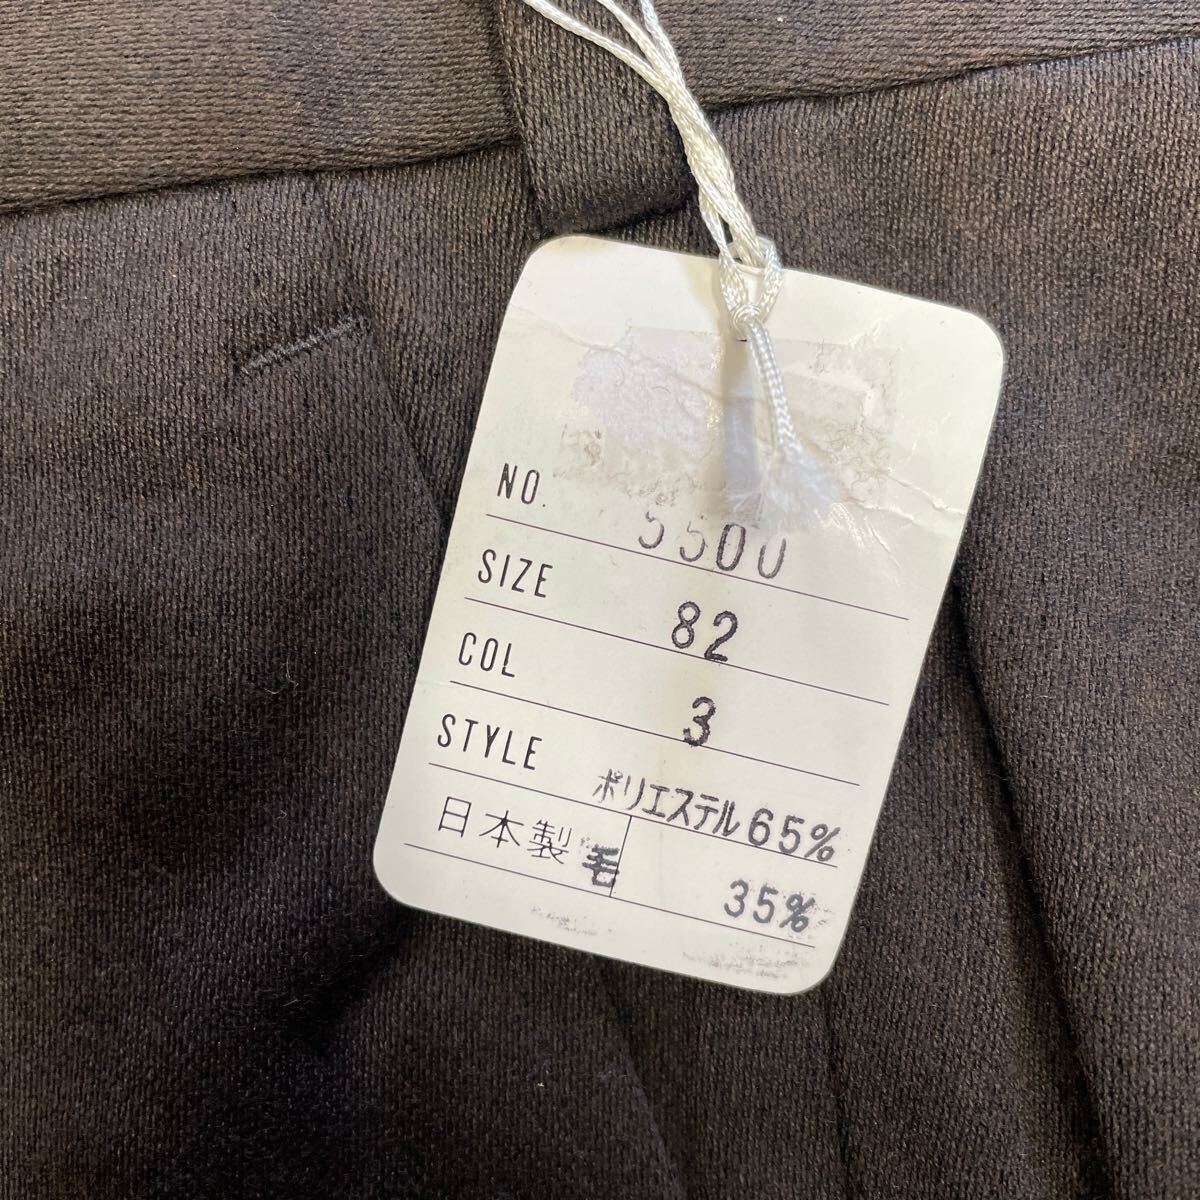 NO. 5500
SIZE 82
COL 3
STYLE ポリエステル65%
日本製 毛 35%